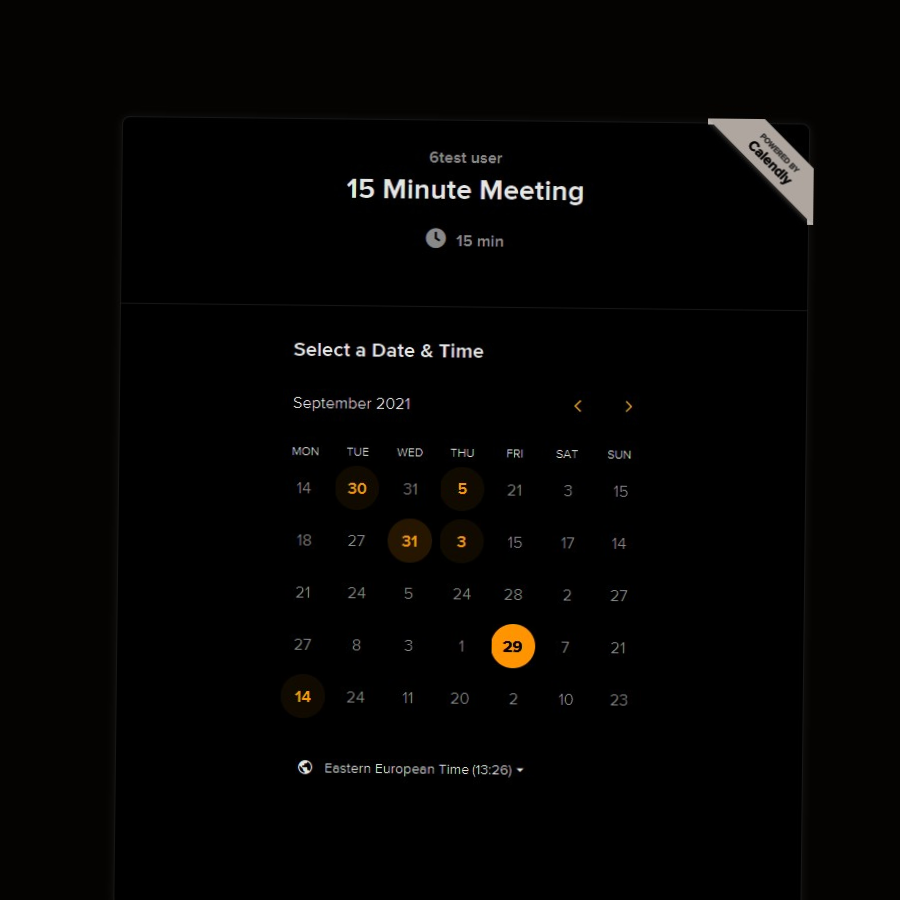 6test user
POWERED BY
Calendly
15 Minute Meeting
15 min
Select a Date & Time
September 2021
MON TUE WED THU FRI SAT SUN
14 30 31 5 21 3 15
18 27 31 3 15 17 14
21 24 5 24 28 2 27
27 8 3 1 29 7 21
14 24 11 20 2 10 23
Eastern European Time (13:26)